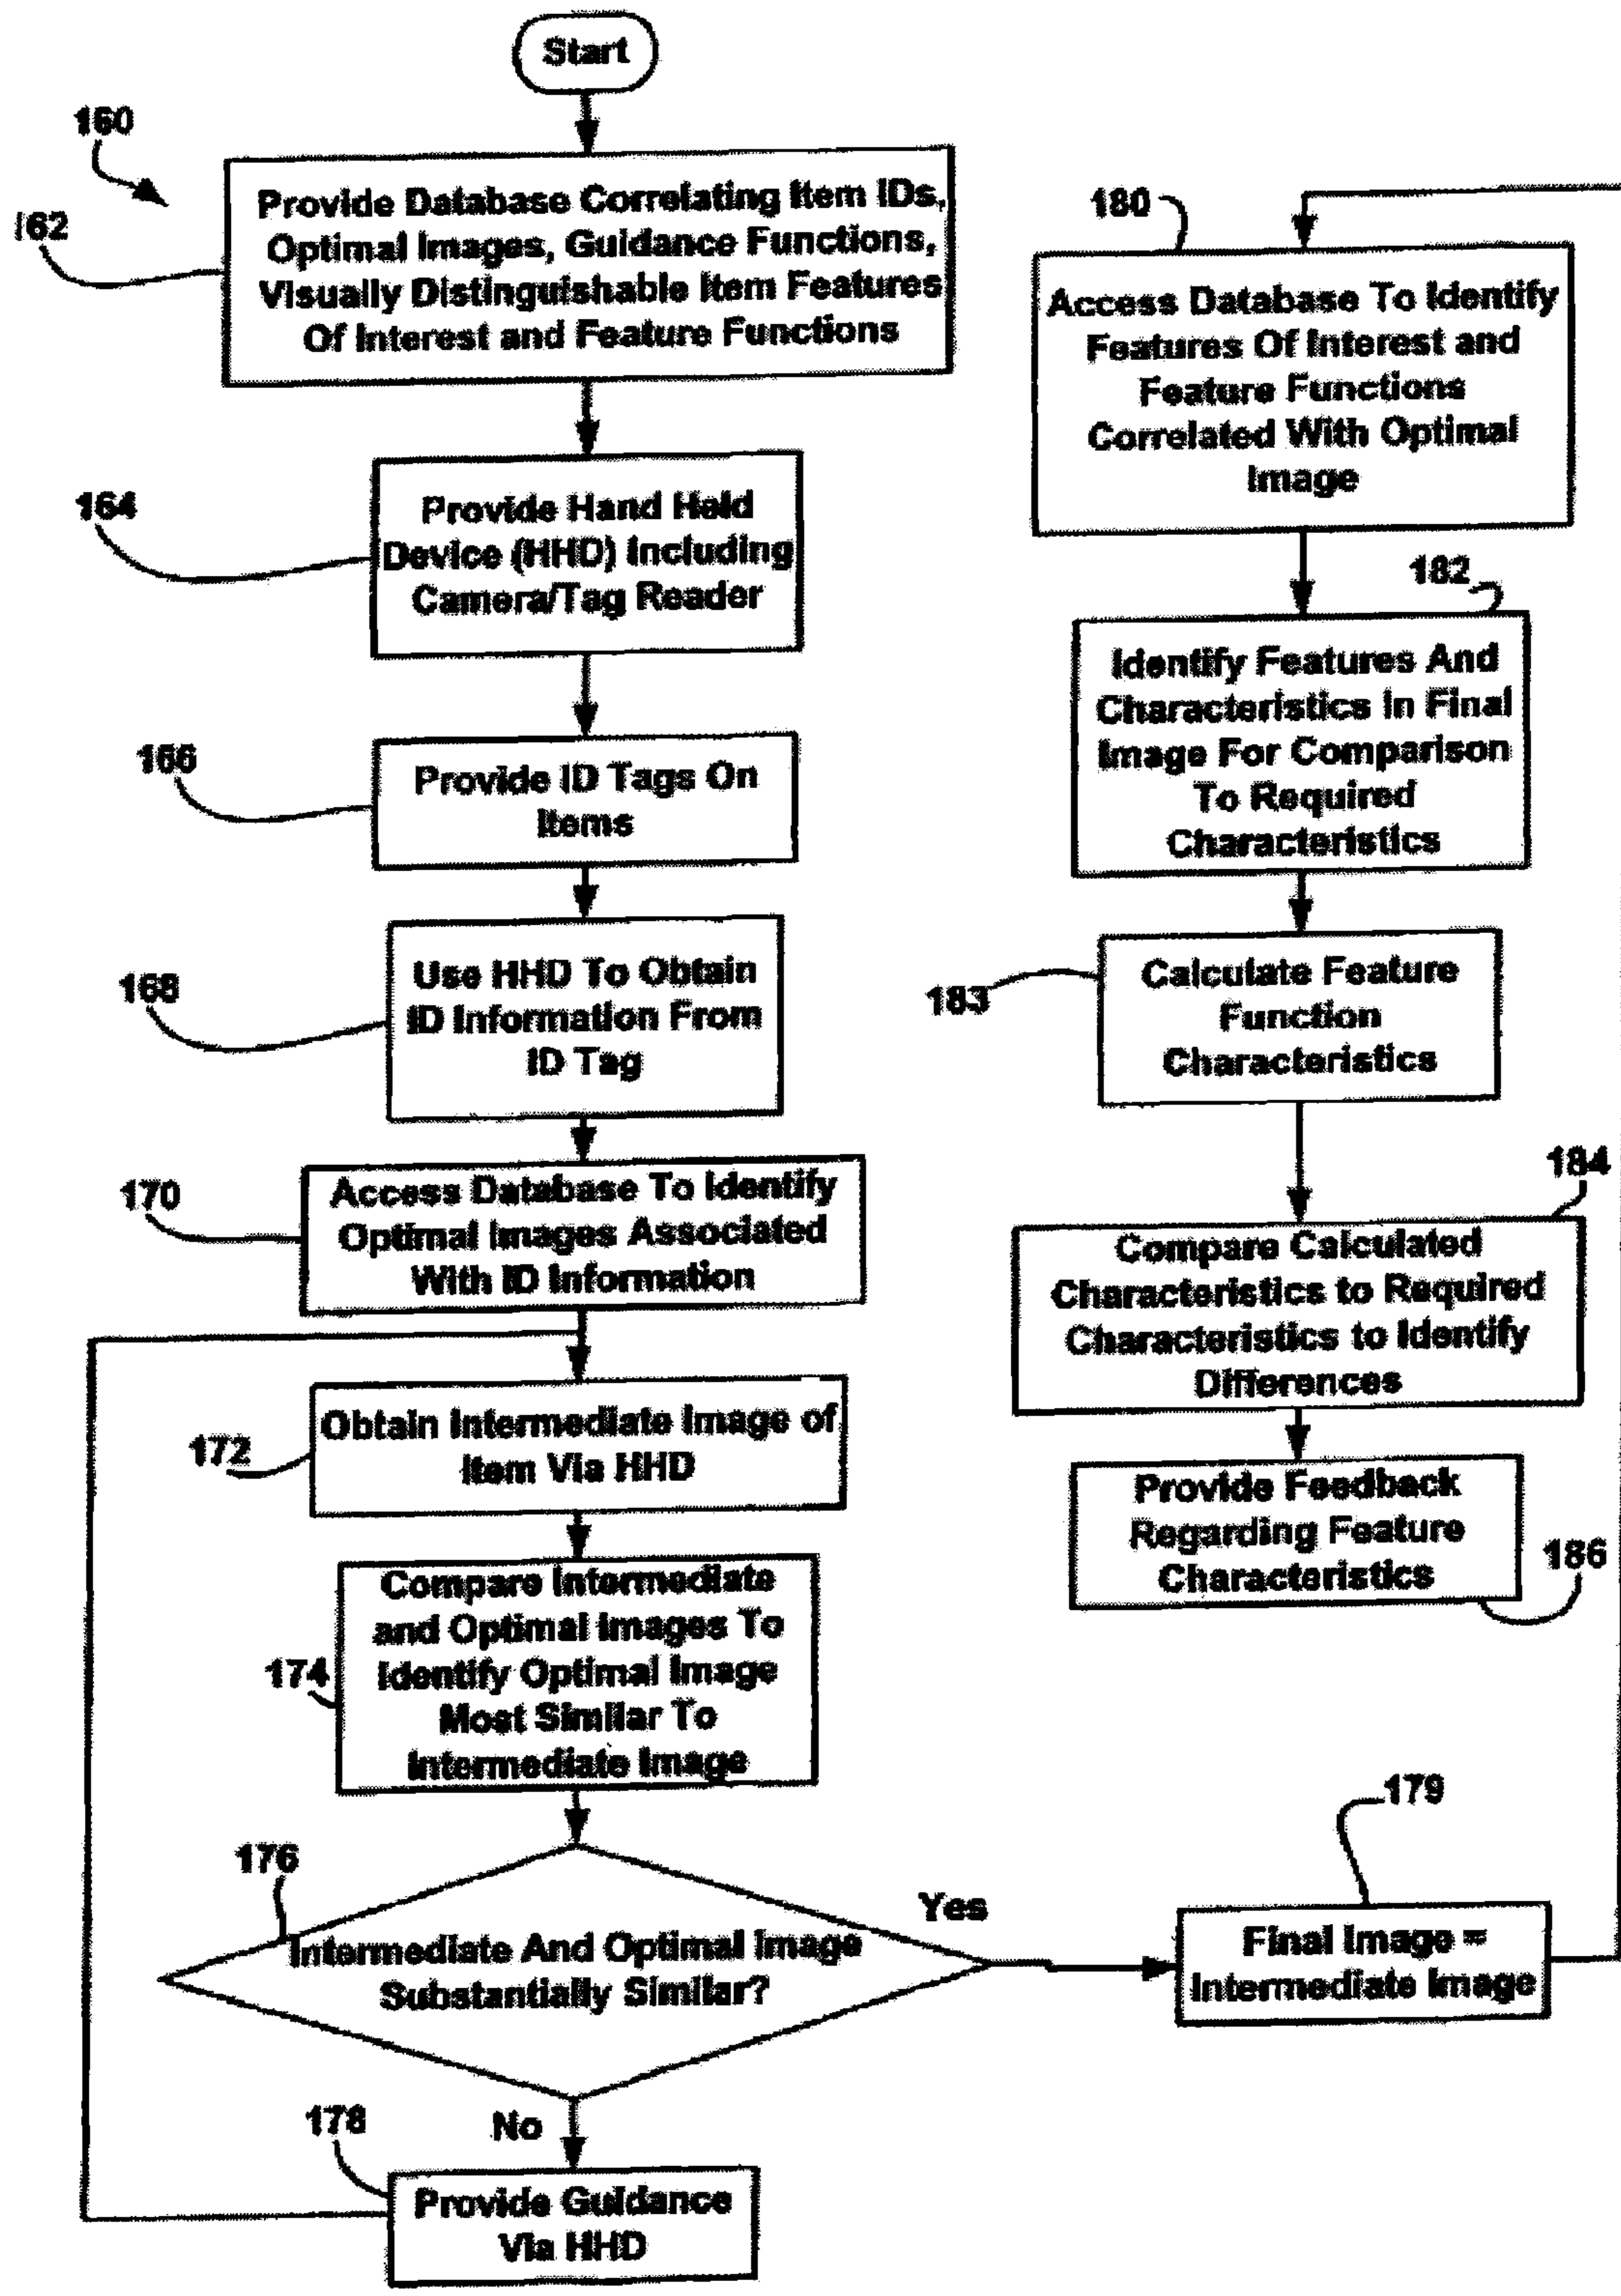 Start
160
162
Provide Database Correlating Item IDs,
Optimal Images, Guidance Functions,
Visually Distinguishable Item Features
Of Interest and Feature Functions
164
Provide Hand Held
Device (HHD) Including
Camera/Tag Reader
166
Provide ID Tags On
Items
168
Use HHD To Obtain
ID Information From
ID Tag
170
Access Database To Identify
Optimal Images Associated
With ID Information
172
Obtain Intermediate Image of
Item Via HHD
174
Compare Intermediate
and Optimal Images To
Identify Optimal Image
Most Similar To
Intermediate Image
176
Intermediate And Optimal Image
Substantially Similar?
Yes
No
178
Provide Guidance
Via HHD
179
Final Image =
Intermediate Image
180
Access Database To Identify
Features Of Interest and
Feature Functions
Correlated With Optimal
Image
182
Identify Features And
Characteristics In Final
Image For Comparison
To Required
Characteristics
183
Calculate Feature
Function
Characteristics
184
Compare Calculated
Characteristics to Required
Characteristics to Identify
Differences
Provide Feedback
Regarding Feature
Characteristics
186